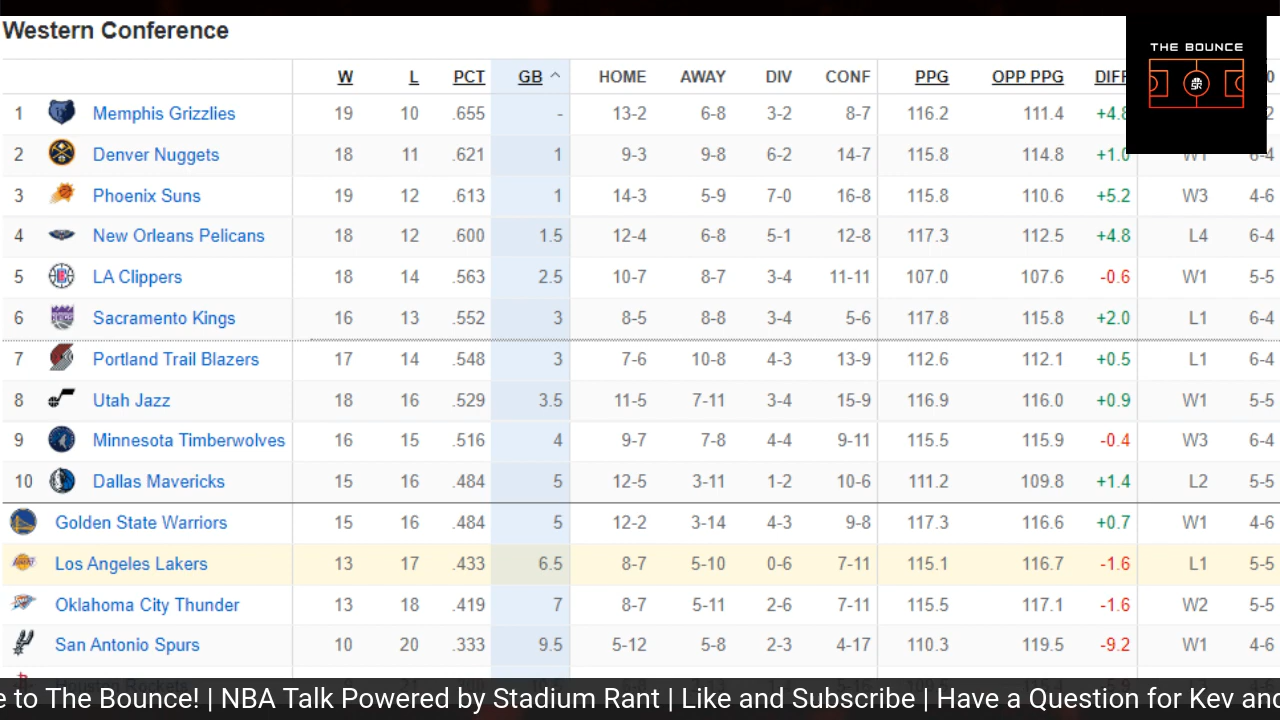 Western Conference
THE BOUNCE
W L PCT GB ^ HOME AWAY DIV CONF PPG OPP PPG DIFF
1 Memphis Grizzlies 19 10 .655 - 13-2 6-8 3-2 8-7 116.2 111.4 +4.8
2 Denver Nuggets 18 11 .621 1 9-3 9-8 6-2 14-7 115.8 114.8 +1.0 W1 6-4
3 Phoenix Suns 19 12 .613 1 14-3 5-9 7-0 16-8 115.8 110.6 +5.2 W3 4-6
4 New Orleans Pelicans 18 12 .600 1.5 12-4 6-8 5-1 12-8 117.3 112.5 +4.8 L4 6-4
5 LA Clippers 18 14 .563 2.5 10-7 8-7 3-4 11-11 107.0 107.6 -0.6 W1 5-5
6 Sacramento Kings 16 13 .552 3 8-5 8-8 3-4 5-6 117.8 115.8 +2.0 L1 6-4
7 Portland Trail Blazers 17 14 .548 3 7-6 10-8 4-3 13-9 112.6 112.1 +0.5 L1 6-4
8 Utah Jazz 18 16 .529 3.5 11-5 7-11 3-4 15-9 116.9 116.0 +0.9 W1 5-5
9 Minnesota Timberwolves 16 15 .516 4 9-7 7-8 4-4 9-11 115.5 115.9 -0.4 W3 6-4
10 Dallas Mavericks 15 16 .484 5 12-5 3-11 1-2 10-6 111.2 109.8 +1.4 L2 5-5
Golden State Warriors 15 16 .484 5 12-2 3-14 4-3 9-8 117.3 116.6 +0.7 W1 4-6
Los Angeles Lakers 13 17 .433 6.5 8-7 5-10 0-6 7-11 115.1 116.7 -1.6 L1 5-5
Oklahoma City Thunder 13 18 .419 7 8-7 5-11 2-6 7-11 115.5 117.1 -1.6 W2 5-5
San Antonio Spurs 10 20 .333 9.5 5-12 5-8 2-3 4-17 110.3 119.5 -9.2 W1 4-6
e to The Bounce! | NBA Talk Powered by Stadium Rant | Like and Subscribe | Have a Question for Kev and